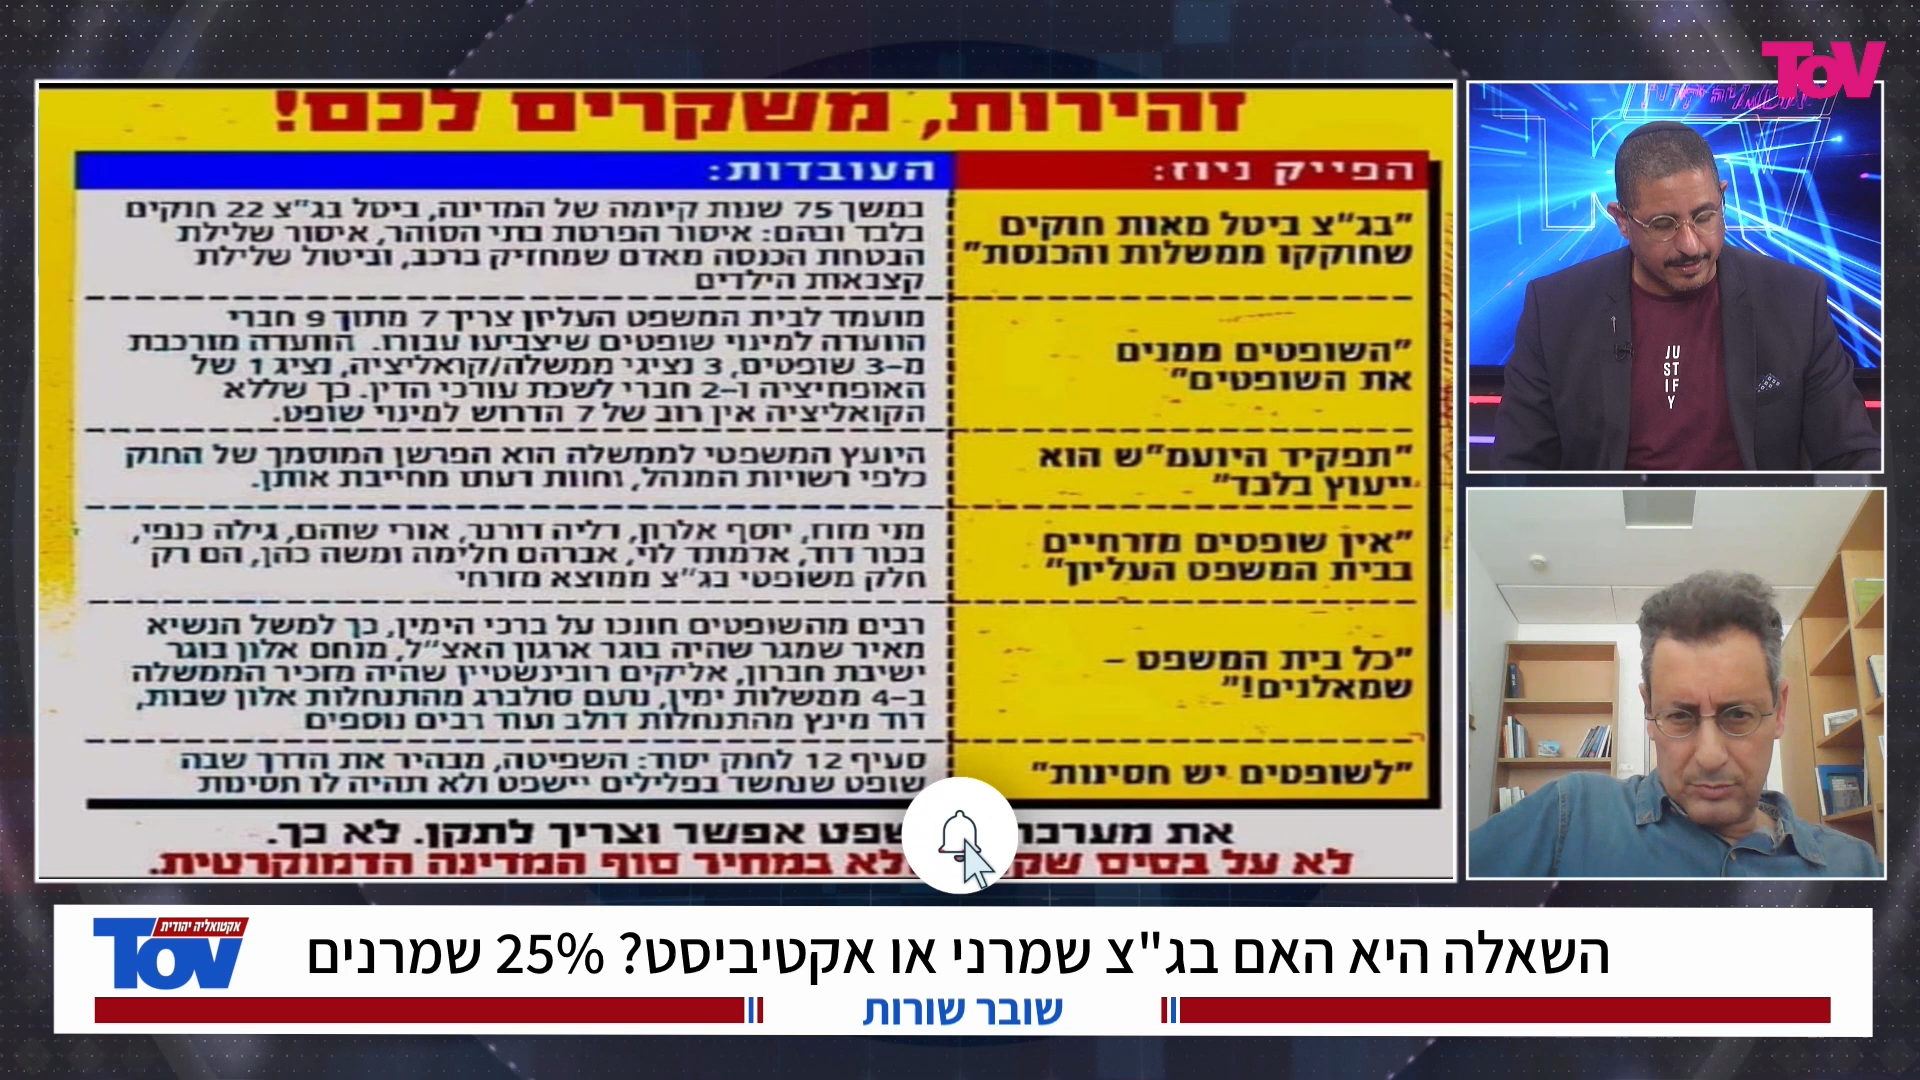 ToV
זהירות, משקרים לכם!
הפייק ניוז:
העובדות:
"בג"צ ביטל מאות חוקים
שחוקקו ממשלות והכנסת"
במשך 75 שנות קיומה של המדינה, ביטל בג"צ 22 חוקים
בלבד ובהם: איסור הפרטת בתי הסוהר, איסור שלילת
הבטחת הכנסה מאדם שמחזיק ברכב, וביטול שלילת
קצבאות הילדים
"השופטים ממנים
את השופטים"
מועמד לבית המשפט העליון צריך 7 מתוך 9 חברי
הוועדה למינוי שופטים שיצביעו עבורו. הוועדה מורכבת
מ-3 שופטים, 3 נציגי ממשלה/קואליציה, נציג 1 של
האופוזיציה ו-2 חברי לשכת עורכי הדין. כך שללא
הקואליציה אין רוב של 7 הדרוש למינוי שופט.
"תפקיד היועמ"ש הוא
ייעוץ בלבד"
היועץ המשפטי לממשלה הוא הפרשן המוסמך של החוק
כלפי רשויות המנהל, וחוות דעתו מחייבת אותן.
"אין שופטים מזרחיים
בבית המשפט העליון"
מני מזוז, יוסף אלרון, דליה דורנר, אורי שוהם, גילה כנפי,
בכור דוד, אדמונד לוי, אברהם חלימה ומשה כהן, הם רק
חלק משופטי בג"צ ממוצא מזרחי
"כל בית המשפט –
שמאלנים!"
רבים מהשופטים חונכו על ברכי הימין, כך למשל הנשיא
מאיר שמגר שהיה בוגר ארגון האצ"ל, מנחם אלון בוגר
ישיבת חברון, אליקים רובינשטיין שהיה מזכיר הממשלה
ב-4 ממשלות ימין, נועם סולברג מהתנחלות אלון שבות,
דוד מינץ מהתנחלות דולב ועוד רבים נוספים
"לשופטים יש חסינות"
סעיף 12 לחוק יסוד: השפיטה, מבהיר את הדרך שבה
שופט שנחשד בפלילים יישפט ולא תהיה לו חסינות
את מערכת אפשר וצריך לתקן. לא כך.
לא על בסיס לא במחיר סוף המדינה הדמוקרטית.
JU
ST
IF
Y
אקטואליה יהודית
Tov
השאלה היא האם בג"צ שמרני או אקטיביסט? 25% שמרנים
שובר שורות